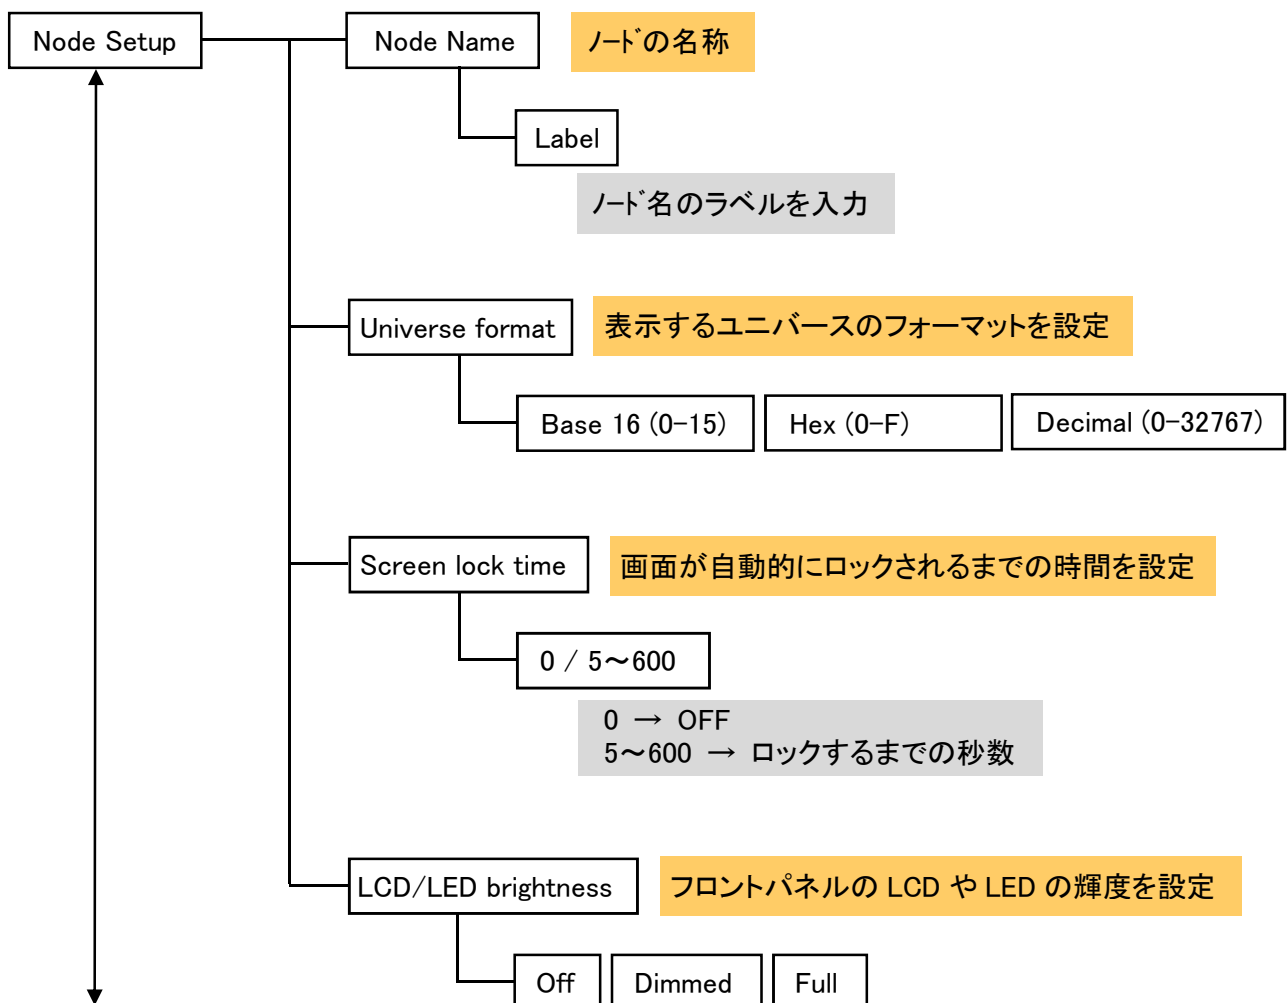 Node Setup
Node Name
ﾉｰﾄﾞの名称
Label
ﾉｰﾄﾞ名のラベルを入力
Universe format
表示するユニバースのフォーマットを設定
Base 16 (0-15)
Hex (0-F)
Decimal (0-32767)
Screen lock time
画面が自動的にロックされるまでの時間を設定
0 / 5～600
0 → OFF
5～600 → ロックするまでの秒数
LCD/LED brightness
フロントパネルの LCD や LED の輝度を設定
Off
Dimmed
Full